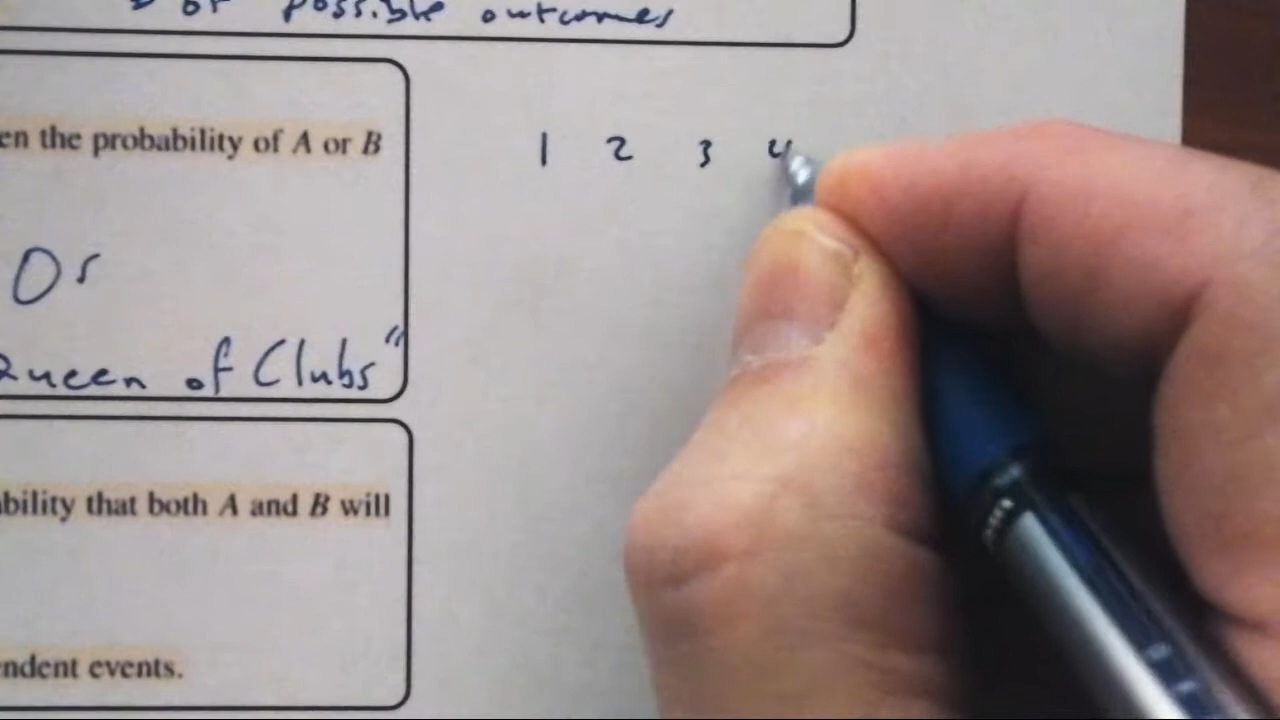 of possible outcomes
en the probability of A or B
1 2 3 4
Or
Queen of Clubs"
bility that both A and B will
ndent events.